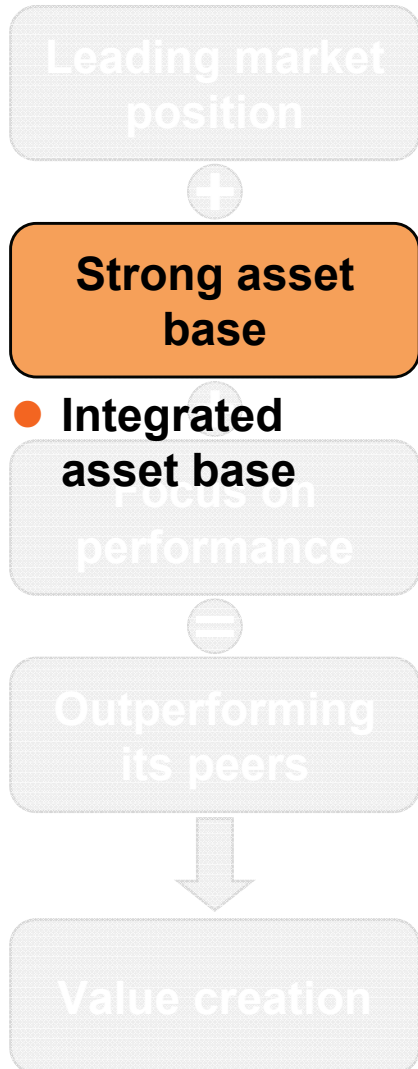 Leading market
position
+
Strong asset
base
+
● Integrated
asset base
Focus on
performance
=
Outperforming
its peers
Value creation